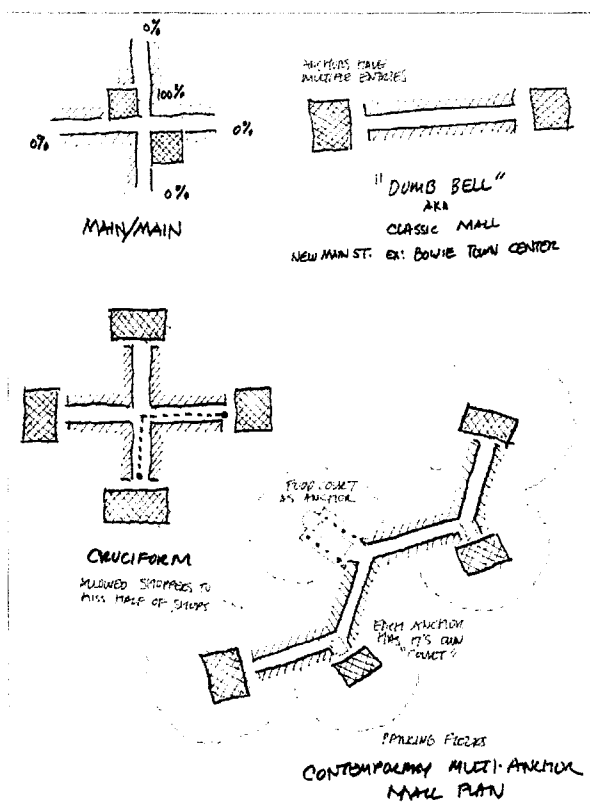 0%
100%
0%
0%
0%
MAIN/MAIN
ANCHORS HAVE
MULTIPLE ENTRIES
"DUMB BELL"
AKA
CLASSIC MALL
NEW MAIN ST. EX: BOWIE TOWN CENTER
CRUCIFORM
ALLOWED SHOPPERS TO
MISS HALF OF SHOPS
FOOD COURT
AS ANCHOR
EACH ANCHOR
HAS IT'S OWN
"COURT"
PARKING FIELDS
CONTEMPORARY MULTI-ANCHOR
MALL PLAN